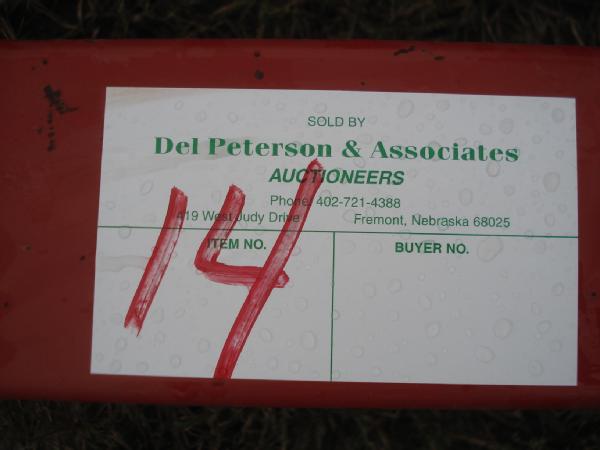 SOLD BY
Del Peterson & Associates
AUCTIONEERS
Phone 402-721-4388
419 West Judy Drive Fremont, Nebraska 68025
ITEM NO. BUYER NO.
14